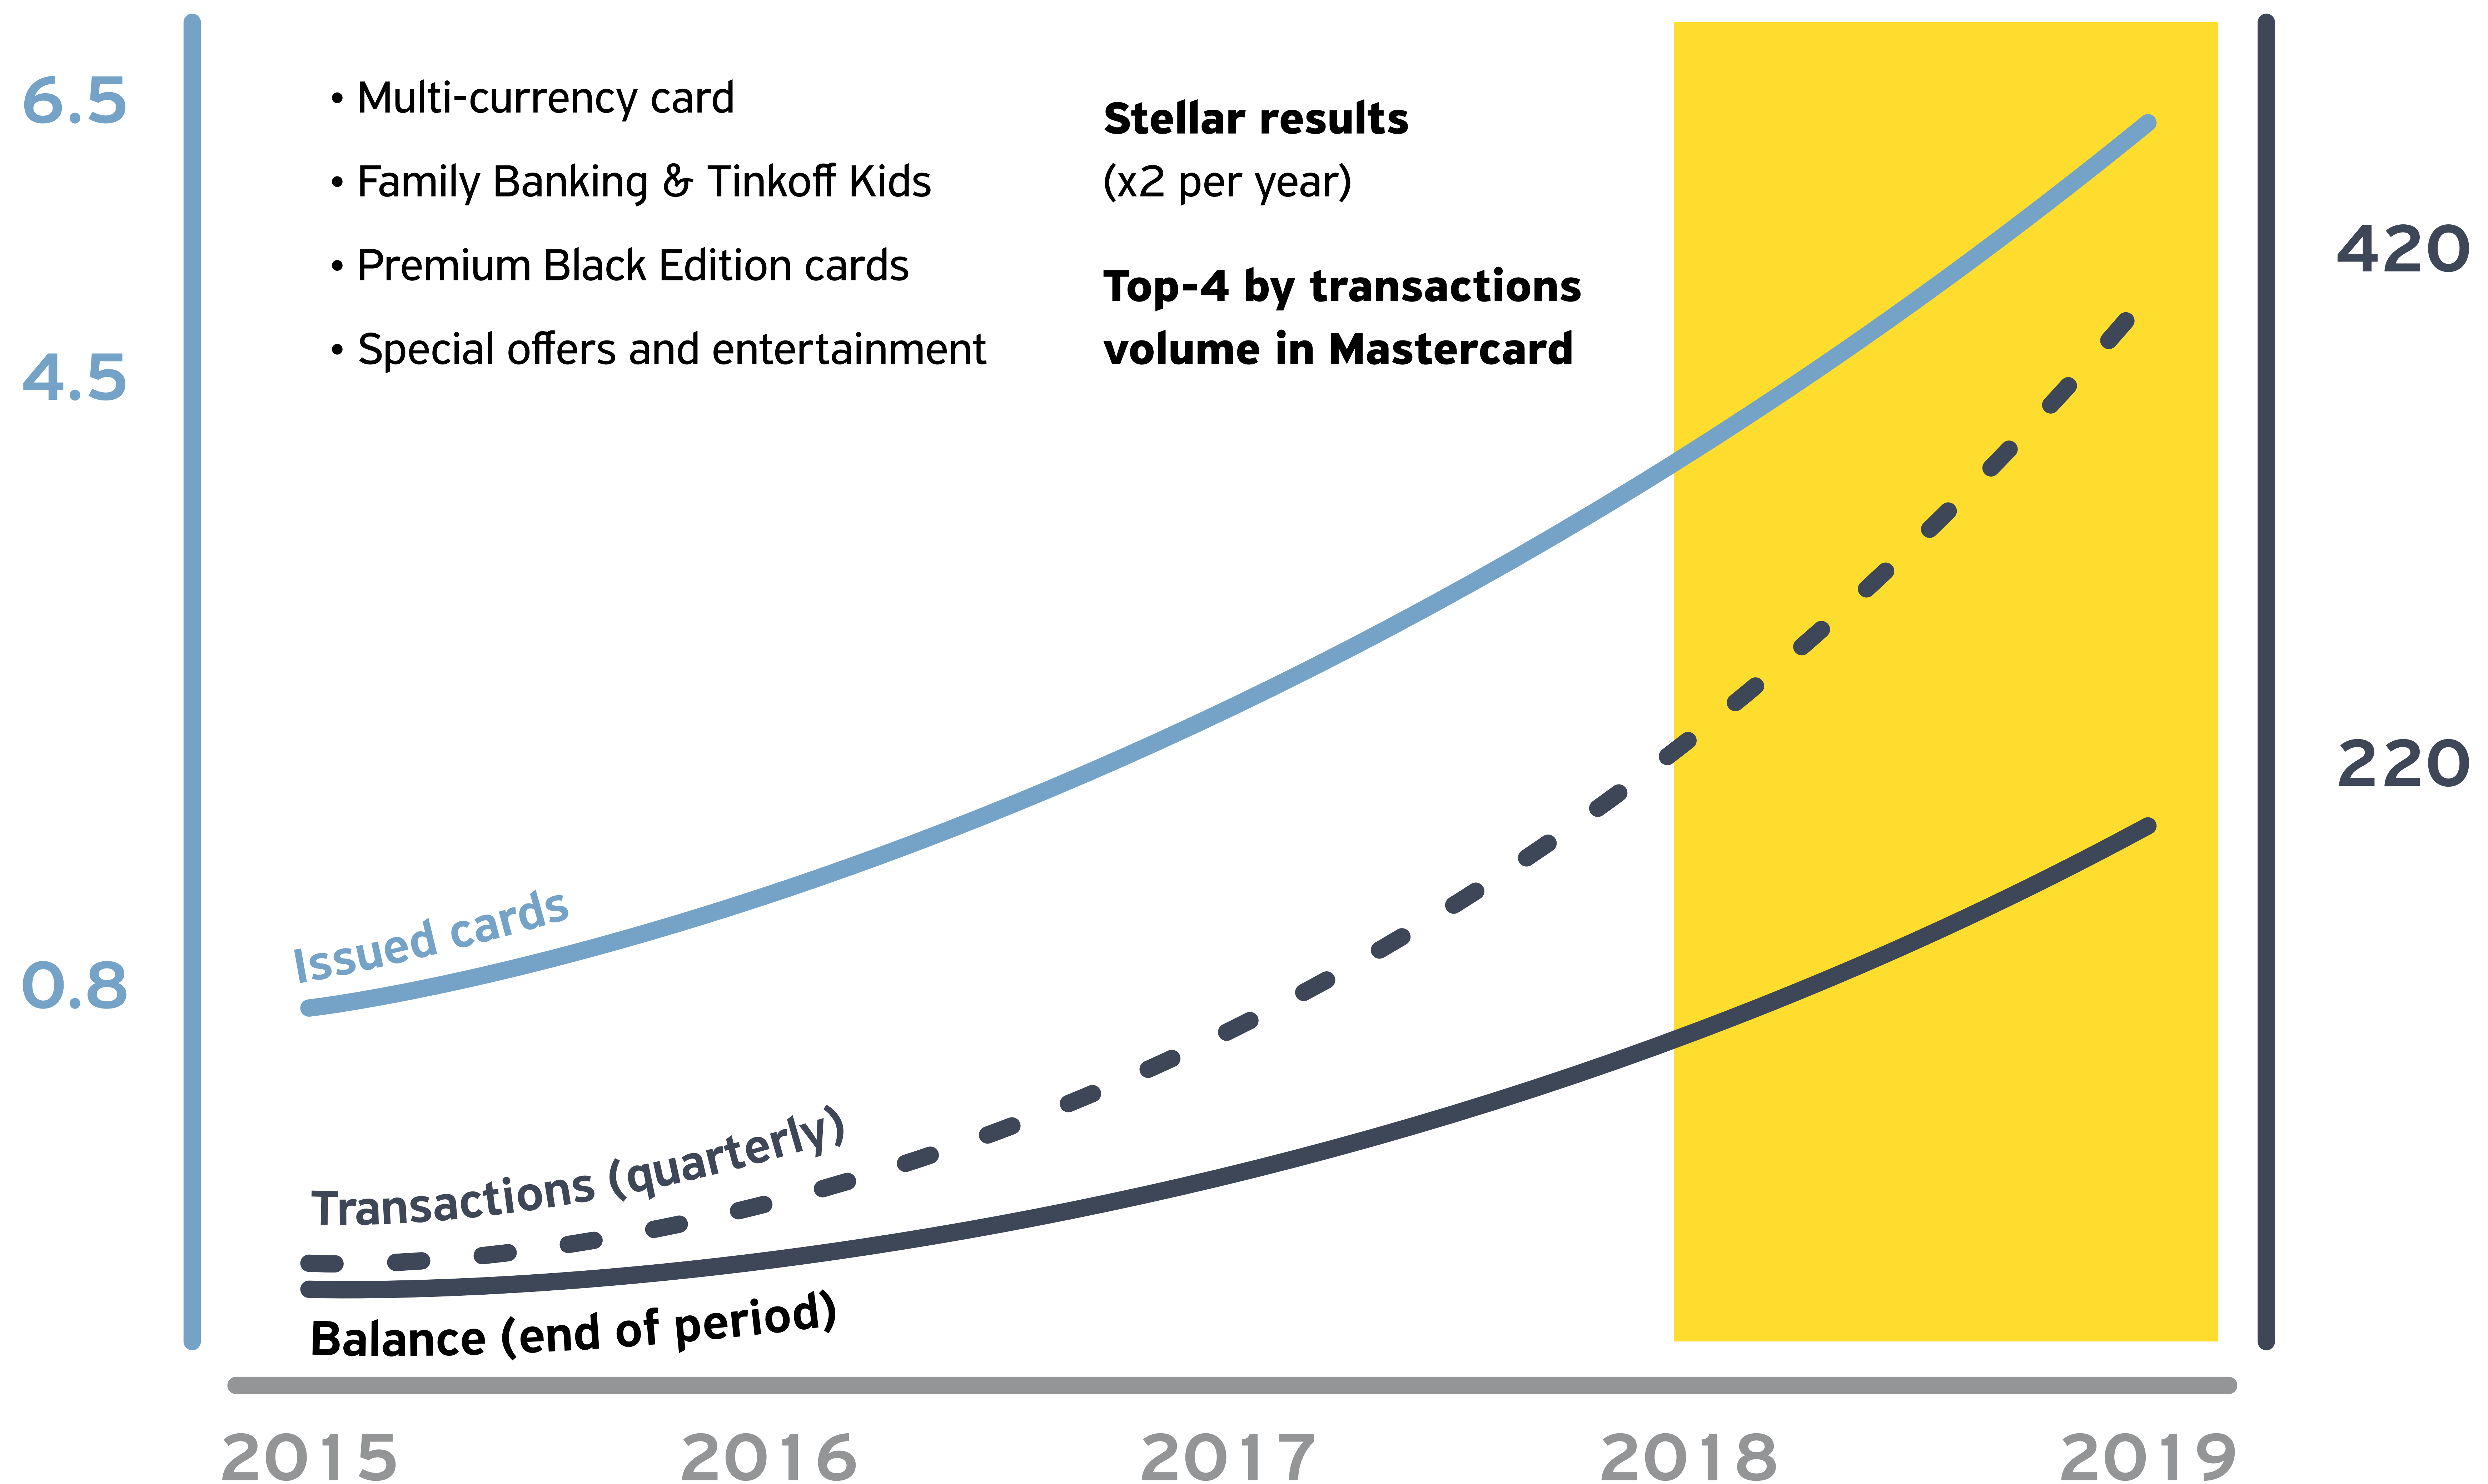 6.5
4.5
0.8
• Multi-currency card
• Family Banking & Tinkoff Kids
• Premium Black Edition cards
• Special offers and entertainment
Stellar results
(x2 per year)
Top-4 by transactions
volume in Mastercard
420
220
Issued cards
Transactions (quarterly)
Balance (end of period)
2015 2016 2017 2018 2019